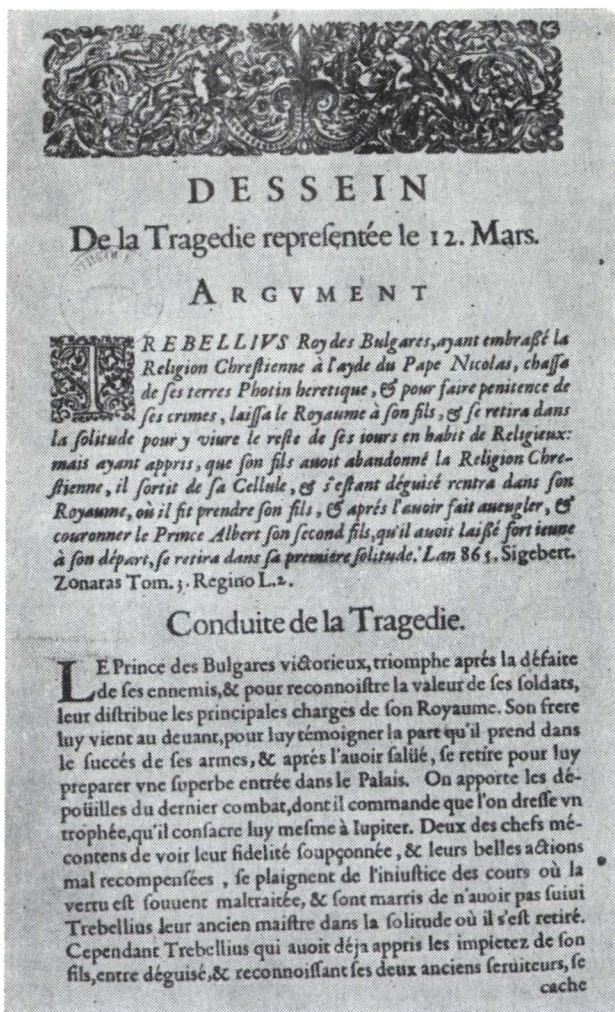 DESSEIN
De la Tragedie repreſentée le 12. Mars.
ARGVMENT
TREBELLIVS Roy des Bulgares, ayant embraßé la
Religion Chreſtienne à l'ayde du Pape Nicolas, chaſſa
de ſes terres Photin heretique, & pour faire penitence de
ſes crimes, laiſſa le Royaume à ſon fils, & ſe retira dans
la ſolitude pour y viure le reſte de ſes iours en habit de Religieux:
mais ayant appris, que ſon fils auoit abandonné la Religion Chre-
ſtienne, il ſortit de ſa Cellule, & s'eſtant déguisé rentra dans ſon
Royaume, où il fit prendre ſon fils, & aprés l'auoir fait aueugler, &
couronner le Prince Albert ſon ſecond fils, qu'il auoit laißé fort ieune
à ſon départ, ſe retira dans ſa premiere ſolitude. Lan 865. Sigebert.
Zonaras Tom. 3. Regino L. 2.
Conduite de la Tragedie.
LE Prince des Bulgares victorieux, triomphe aprés la défaite
de ſes ennemis, & pour reconnoiſtre la valeur de ſes ſoldats,
leur diſtribue les principales charges de ſon Royaume. Son frere
luy vient au deuant, pour luy témoigner la part qu'il prend dans
le ſuccés de ſes armes, & aprés l'auoir ſalüé, ſe retire pour luy
preparer vne ſuperbe entrée dans le Palais. On apporte les dé-
poüilles du dernier combat, dont il commande que l'on dreſſe vn
trophée, qu'il conſacre luy meſme à Iupiter. Deux des chefs mé-
contens de voir leur fidelité ſoupçonnée, & leurs belles actions
mal recompenſées, ſe plaignent de l'iniuſtice des cours où la
vertu eſt ſouuent maltraitée, & ſont marris de n'auoir pas ſuiui
Trebellius leur ancien maiſtre dans la ſolitude où il s'eſt retiré.
Cependant Trebellius qui auoit déja appris les impietez de ſon
fils, entre déguisé, & reconnoiſſant ſes deux anciens ſeruiteurs, ſe
cache